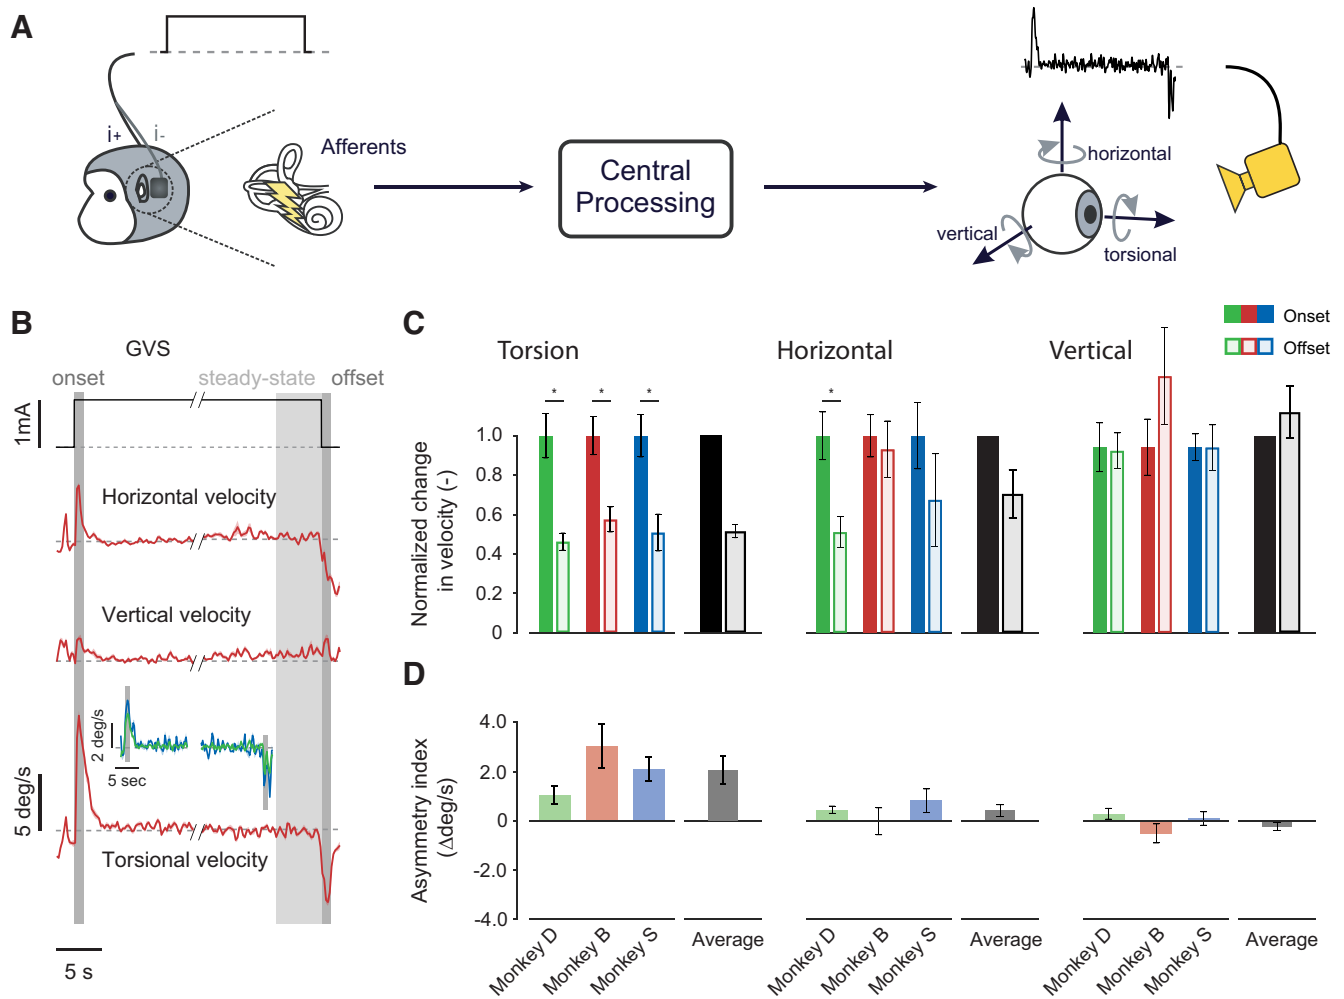 A
i+
i-
Afferents
Central
Processing
horizontal
vertical
torsional
B
GVS
onset
steady-state
offset
1mA
Horizontal velocity
Vertical velocity
2 deg/s
5 sec
5 deg/s
Torsional velocity
5 s
C
Onset
Offset
Torsion
Horizontal
Vertical
*
*
*
*
Normalized change
in velocity (-)
1.0
0.8
0.6
0.4
0.2
0
D
Asymmetry index
(Δdeg/s)
4.0
2.0
0
-2.0
-4.0
Monkey D
Monkey B
Monkey S
Average
Monkey D
Monkey B
Monkey S
Average
Monkey D
Monkey B
Monkey S
Average